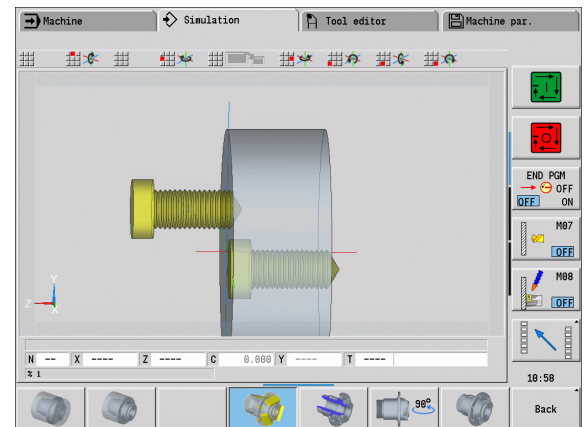 Machine
Simulation
Tool editor
Machine par.
END PGM
OFF
OFF ON
M07
OFF
M08
OFF
Y
Z
X
N -- X ---- Z ---- C 0.000 Y ---- T ----
% 1
10:58
90°
Back